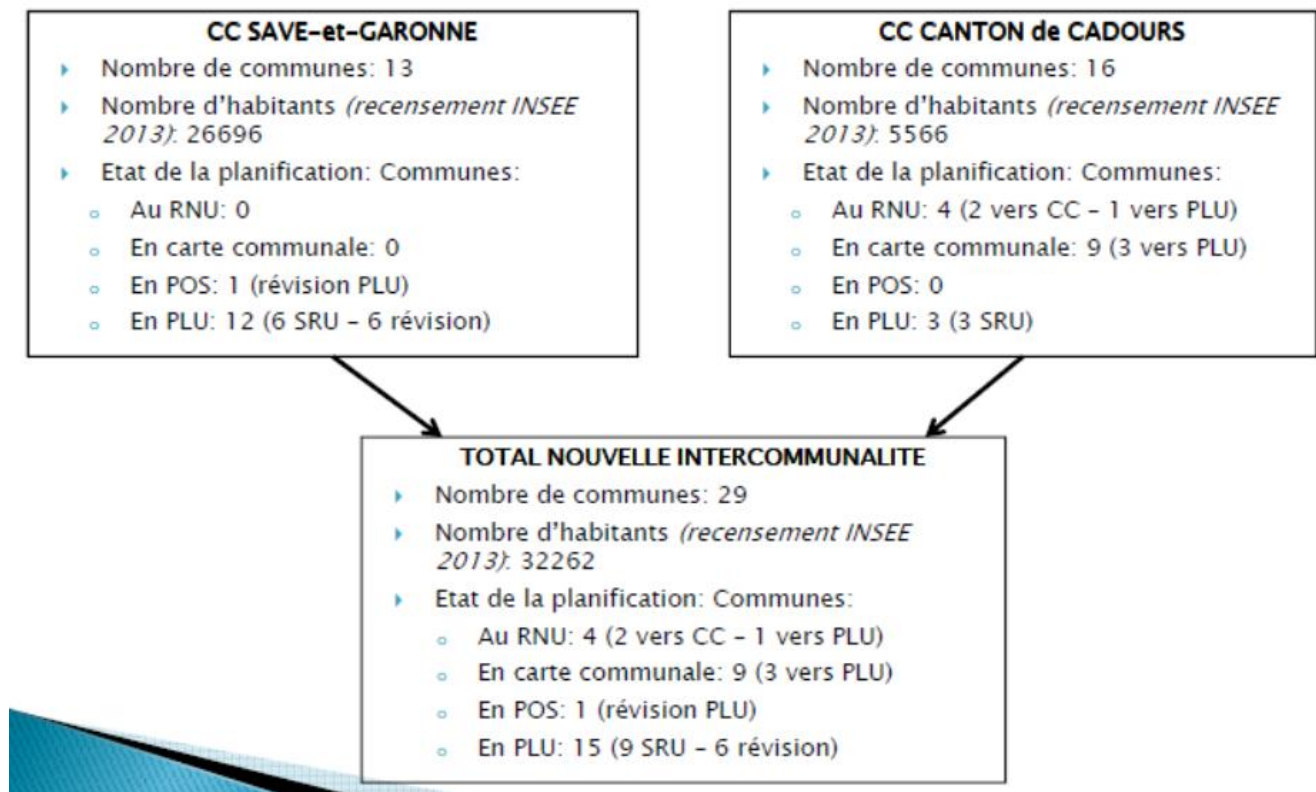 CC SAVE-et-GARONNE
Nombre de communes: 13
Nombre d'habitants (recensement INSEE
2013): 26696
Etat de la planification: Communes:
Au RNU: 0
En carte communale: 0
En POS: 1 (révision PLU)
En PLU: 12 (6 SRU – 6 révision)
CC CANTON de CADOURS
Nombre de communes: 16
Nombre d'habitants (recensement INSEE
2013): 5566
Etat de la planification: Communes:
Au RNU: 4 (2 vers CC – 1 vers PLU)
En carte communale: 9 (3 vers PLU)
En POS: 0
En PLU: 3 (3 SRU)
TOTAL NOUVELLE INTERCOMMUNALITE
Nombre de communes: 29
Nombre d'habitants (recensement INSEE
2013): 32262
Etat de la planification: Communes:
Au RNU: 4 (2 vers CC – 1 vers PLU)
En carte communale: 9 (3 vers PLU)
En POS: 1 (révision PLU)
En PLU: 15 (9 SRU – 6 révision)